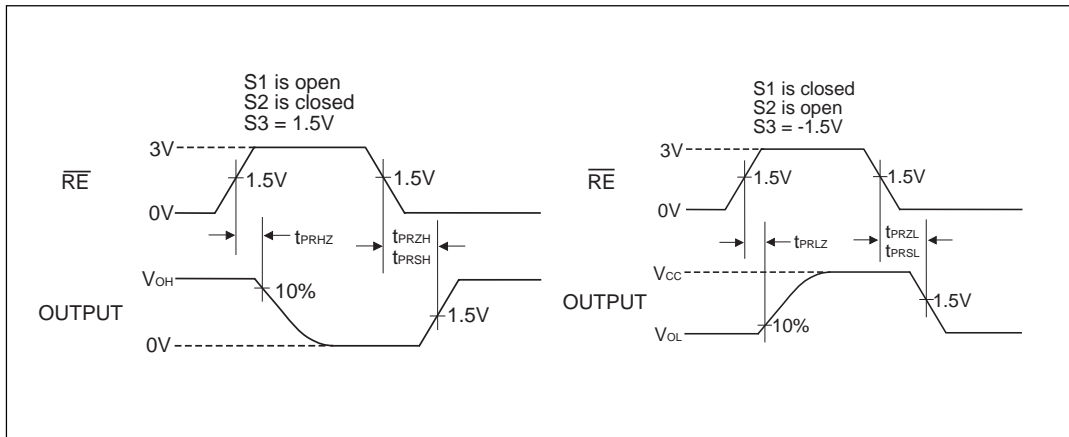 S1 is open
S2 is closed
S3 = 1.5V
3V
RE
1.5V
1.5V
0V
tPRHZ
tPRZH
tPRSH
VOH
10%
OUTPUT
1.5V
0V
S1 is closed
S2 is open
S3 = -1.5V
3V
RE
1.5V
1.5V
0V
tPRLZ
tPRZL
tPRSL
VCC
OUTPUT
1.5V
10%
VOL